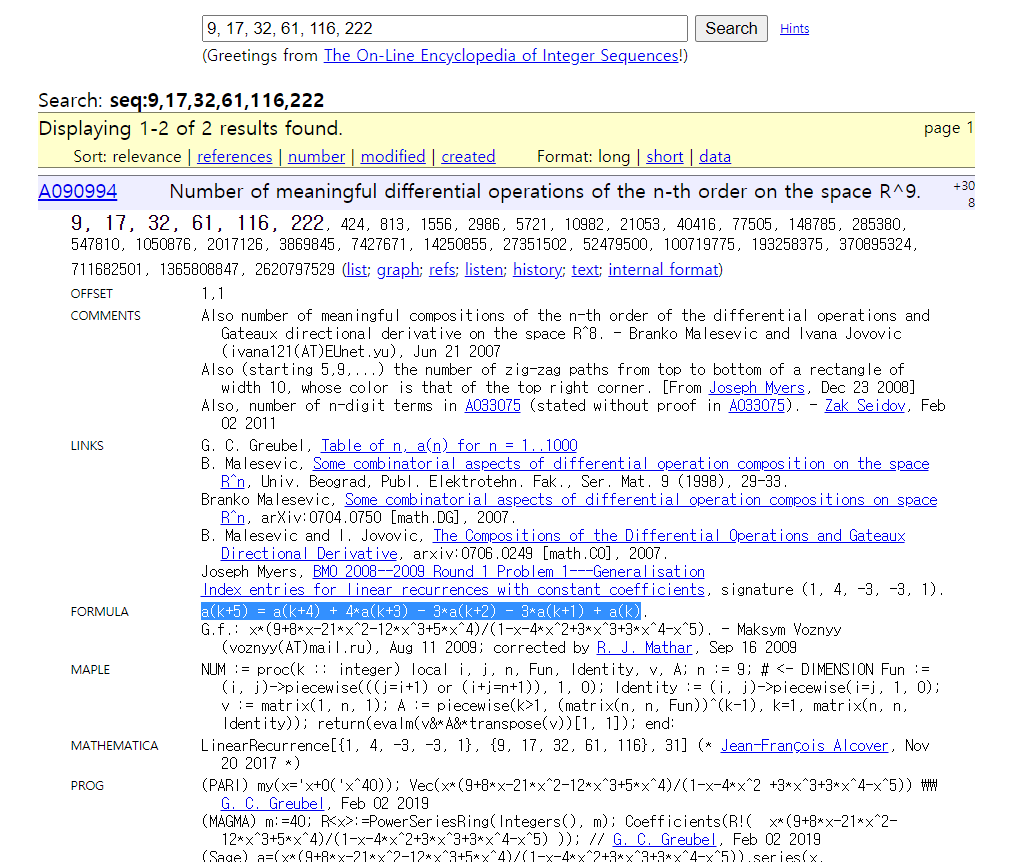 9, 17, 32, 61, 116, 222 Search Hints
(Greetings from The On-Line Encyclopedia of Integer Sequences!)
Search: seq:9,17,32,61,116,222
Displaying 1-2 of 2 results found. page 1
Sort: relevance | references | number | modified | created Format: long | short | data
A090994 Number of meaningful differential operations of the n-th order on the space R^9. +30
8
9, 17, 32, 61, 116, 222, 424, 813, 1556, 2986, 5721, 10982, 21053, 40416, 77505, 148785, 285380,
547810, 1050876, 2017126, 3869845, 7427671, 14250855, 27351502, 52479500, 100719775, 193258375, 370895324,
711682501, 1365808847, 2620797529 (list; graph; refs; listen; history; text; internal format)
OFFSET 1,1
COMMENTS Also number of meaningful compositions of the n-th order of the differential operations and
Gateaux directional derivative on the space R^8. - Branko Malesevic and Ivana Jovovic
(ivana121(AT)EUnet.yu), Jun 21 2007
Also (starting 5,9,...) the number of zig-zag paths from top to bottom of a rectangle of
width 10, whose color is that of the top right corner. [From Joseph Myers, Dec 23 2008]
Also, number of n-digit terms in A033075 (stated without proof in A033075). - Zak Seidov, Feb
02 2011
LINKS G. C. Greubel, Table of n, a(n) for n = 1..1000
B. Malesevic, Some combinatorial aspects of differential operation composition on the space
R^n, Univ. Beograd, Publ. Elektrotehn. Fak., Ser. Mat. 9 (1998), 29-33.
Branko Malesevic, Some combinatorial aspects of differential operation compositions on space
R^n, arXiv:0704.0750 [math.DG], 2007.
B. Malesevic and I. Jovovic, The Compositions of the Differential Operations and Gateaux
Directional Derivative, arxiv:0706.0249 [math.CO], 2007.
Joseph Myers, BMO 2008--2009 Round 1 Problem 1---Generalisation
Index entries for linear recurrences with constant coefficients, signature (1, 4, -3, -3, 1).
FORMULA a(k+5) = a(k+4) + 4*a(k+3) - 3*a(k+2) - 3*a(k+1) + a(k).
G.f.: x*(9+8*x-21*x^2-12*x^3+5*x^4)/(1-x-4*x^2+3*x^3+3*x^4-x^5). - Maksym Voznyy
(voznyy(AT)mail.ru), Aug 11 2009; corrected by R. J. Mathar, Sep 16 2009
MAPLE NUM := proc(k :: integer) local i, j, n, Fun, Identity, v, A; n := 9; # <- DIMENSION Fun :=
(i, j)->piecewise(((j=i+1) or (i+j=n+1)), 1, 0); Identity := (i, j)->piecewise(i=j, 1, 0);
v := matrix(1, n, 1); A := piecewise(k>1, (matrix(n, n, Fun))^(k-1), k=1, matrix(n, n,
Identity)); return(evalm(v&*A&*transpose(v))[1, 1]); end:
MATHEMATICA LinearRecurrence[{1, 4, -3, -3, 1}, {9, 17, 32, 61, 116}, 31] (* Jean-François Alcover, Nov
20 2017 *)
PROG (PARI) my(x='x+O('x^40)); Vec(x*(9+8*x-21*x^2-12*x^3+5*x^4)/(1-x-4*x^2 +3*x^3+3*x^4-x^5)) ₩₩
G. C. Greubel, Feb 02 2019
(MAGMA) m:=40; R<x>:=PowerSeriesRing(Integers(), m); Coefficients(R!( x*(9+8*x-21*x^2-
12*x^3+5*x^4)/(1-x-4*x^2+3*x^3+3*x^4-x^5) )); // G. C. Greubel, Feb 02 2019
(Sage) a=(x*(9+8*x-21*x^2-12*x^3+5*x^4)/(1-x-4*x^2+3*x^3+3*x^4-x^5)).series(x,